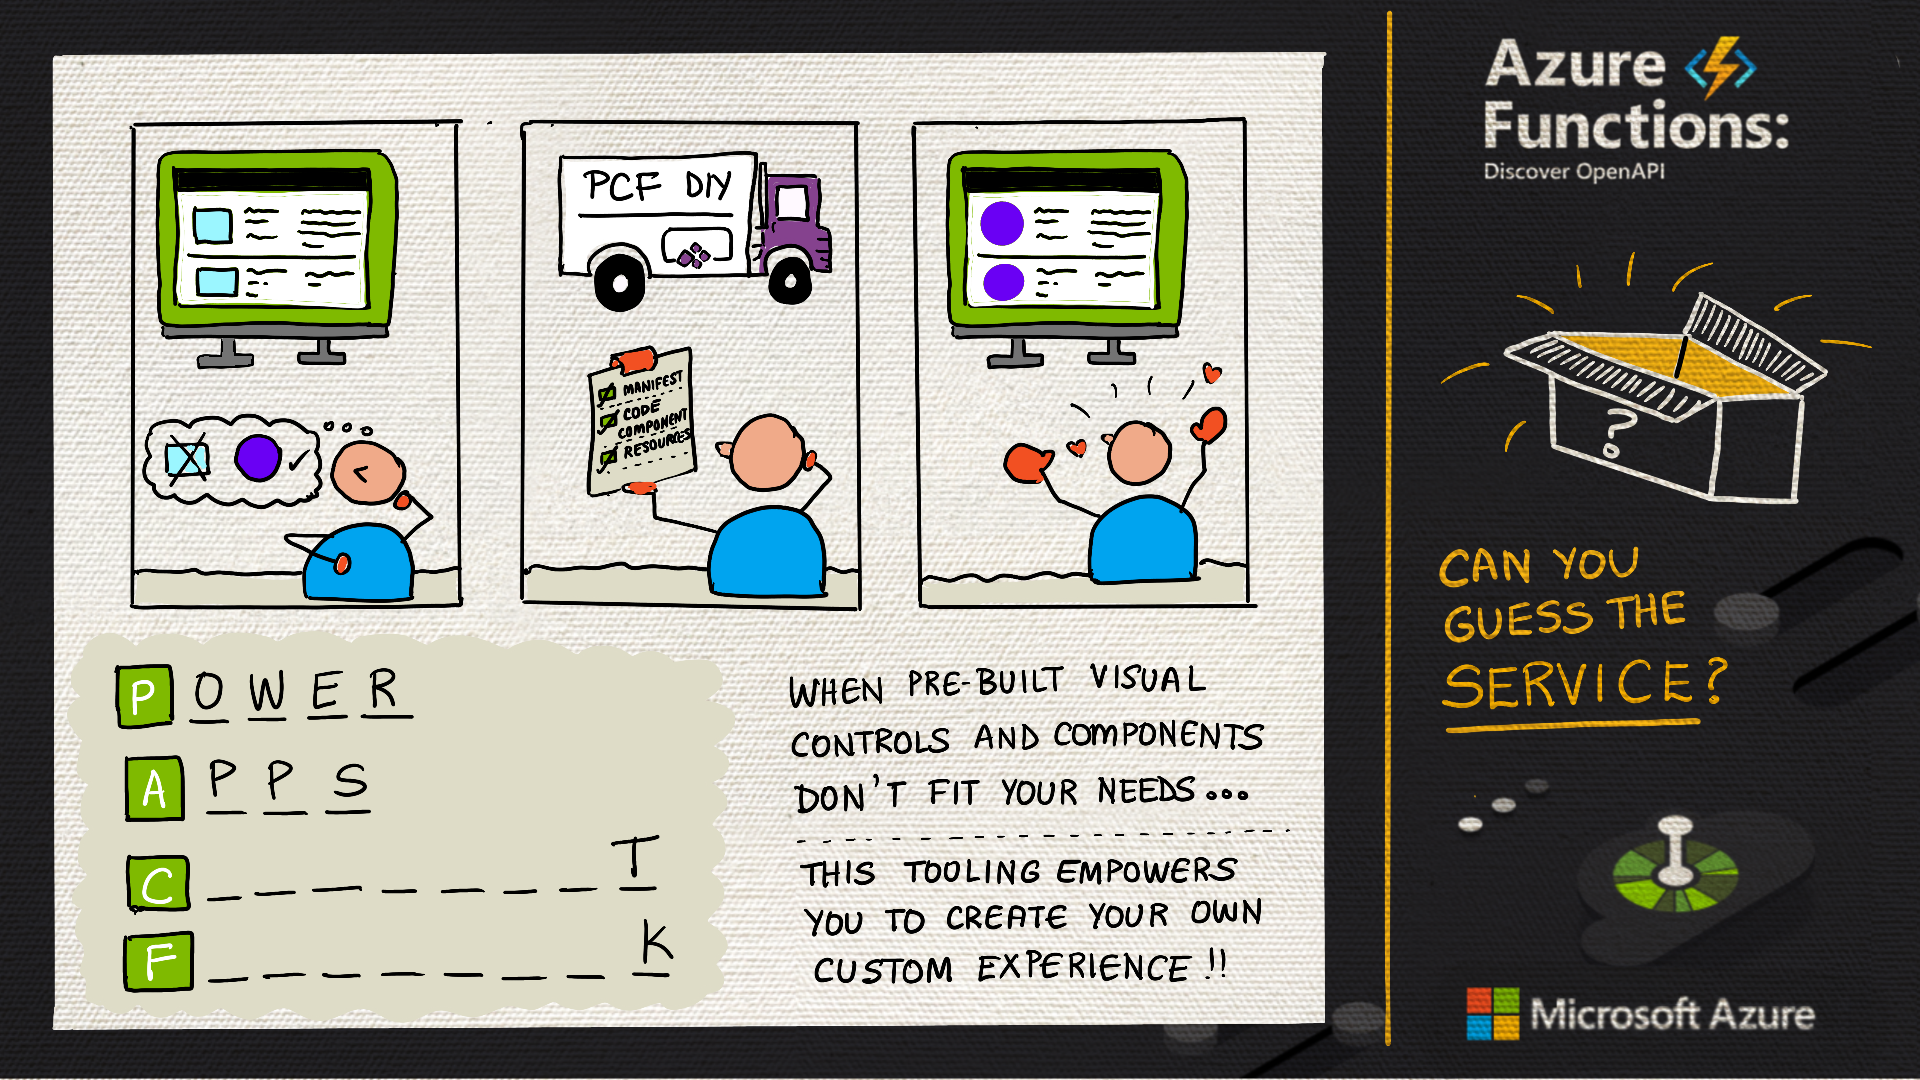 PCF DIY
MANIFEST
CODE
COMPONENT
RESOURCES
POWER
APPS
C _ _ _ _ _ _ _ T
F _ _ _ _ _ _ _ K
WHEN PRE-BUILT VISUAL
CONTROLS AND COMPONENTS
DON'T FIT YOUR NEEDS...
THIS TOOLING EMPOWERS
YOU TO CREATE YOUR OWN
CUSTOM EXPERIENCE!!
Azure
Functions:
Discover OpenAPI
?
CAN YOU
GUESS THE
SERVICE?
Microsoft Azure